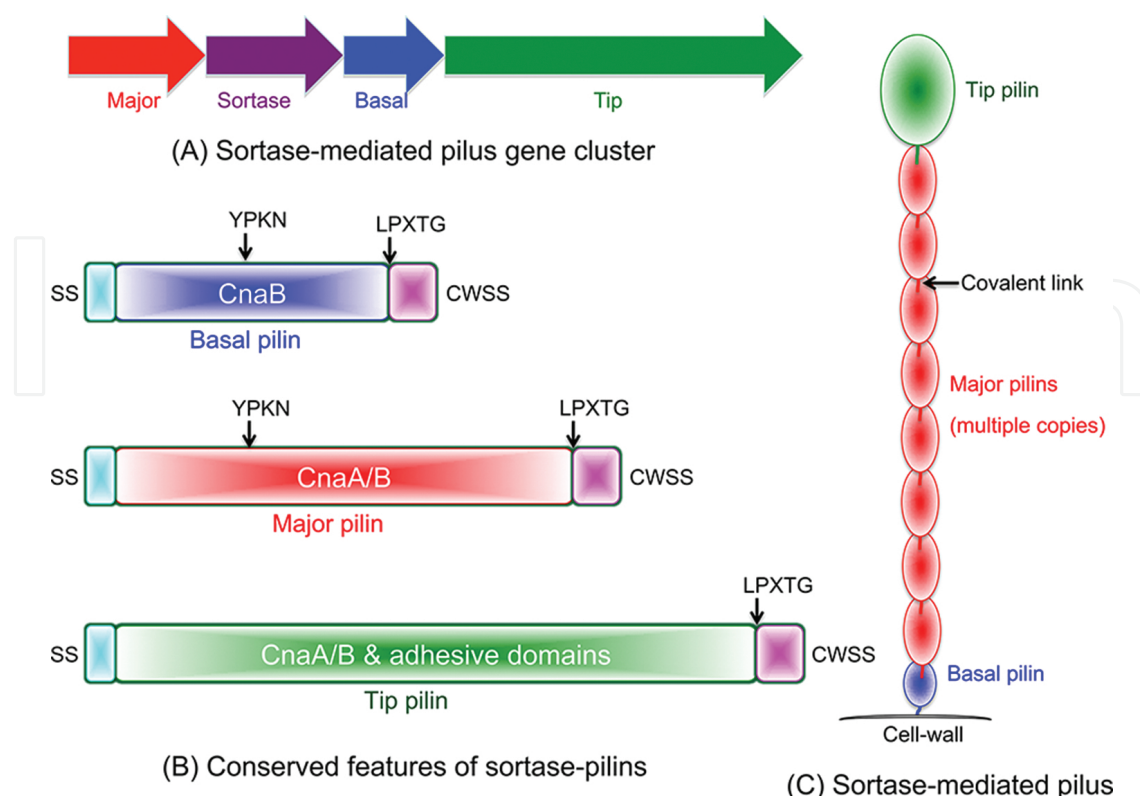 Major
Sortase
Basal
Tip
(A) Sortase-mediated pilus gene cluster
YPKN
LPXTG
SS
CnaB
CWSS
Basal pilin
YPKN
LPXTG
SS
CnaA/B
CWSS
Major pilin
LPXTG
SS
CnaA/B & adhesive domains
CWSS
Tip pilin
(B) Conserved features of sortase-pilins
Tip pilin
Covalent link
Major pilins
(multiple copies)
Basal pilin
Cell-wall
(C) Sortase-mediated pilus